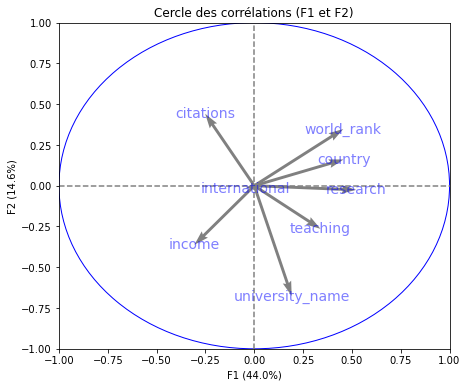 Cercle des corrélations (F1 et F2)
1.00
0.75
0.50
0.25
0.00
−0.25
−0.50
−0.75
−1.00
F2 (14.6%)
citations
world_rank
country
international
research
teaching
income
university_name
−1.00 −0.75 −0.50 −0.25 0.00 0.25 0.50 0.75 1.00
F1 (44.0%)